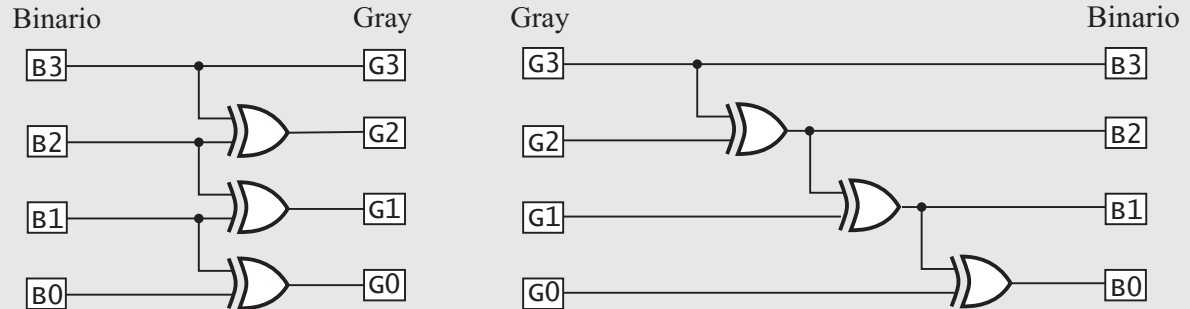 Binario Gray Gray Binario
B3 G3 G3 B3
B2 G2 G2 B2
B1 G1 G1 B1
B0 G0 G0 B0